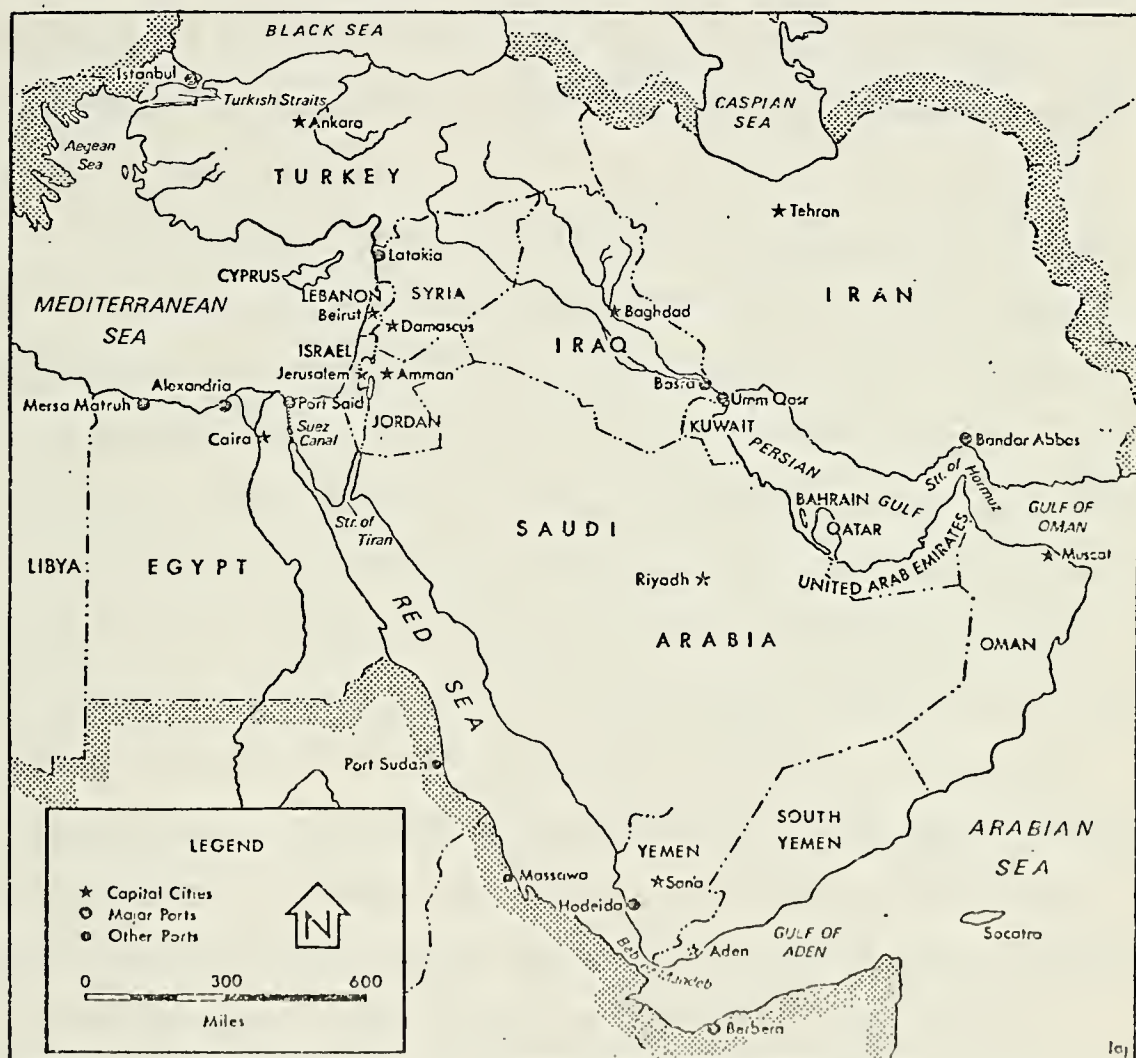 BLACK SEA
Istanbul
Turkish Straits
Ankara
CASPIAN
SEA
Aegean
Sea
TURKEY
Tehran
Latakia
CYPRUS
LEBANON
SYRIA
IRAN
MEDITERRANEAN
SEA
Beirut
Damascus
Baghdad
ISRAEL
IRAQ
Jerusalem
Amman
Basra
Alexandria
Mersa Matruh
Port Said
Umm Qasr
Suez
Canal
JORDAN
KUWAIT
Caira
Bandar Abbas
PERSIAN
GULF
Str. of
Hormuz
BAHRAIN
QATAR
GULF OF
OMAN
Str. of
Tiran
SAUDI
LIBYA
EGYPT
UNITED ARAB EMIRATES
Muscat
Riyadh
RED
SEA
ARABIA
OMAN
Port Sudan
SOUTH
YEMEN
ARABIAN
SEA
YEMEN
Massawa
Sana
Hodeida
Socatra
Bab
Mandeb
Aden
GULF OF
ADEN
Berbera
LEGEND
Capital Cities
Major Ports
Other Ports
N
0 300 600
Miles